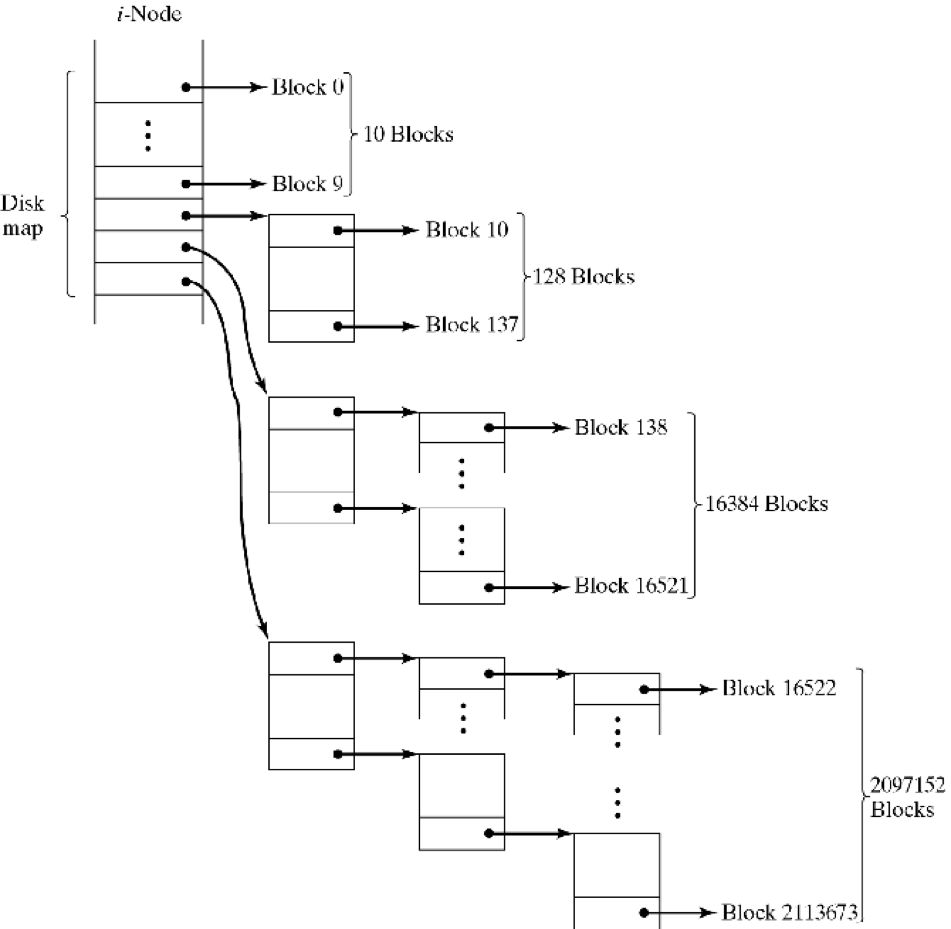 i-Node
Block 0
10 Blocks
Block 9
Disk
map
Block 10
128 Blocks
Block 137
Block 138
16384 Blocks
Block 16521
Block 16522
2097152
Blocks
Block 2113673